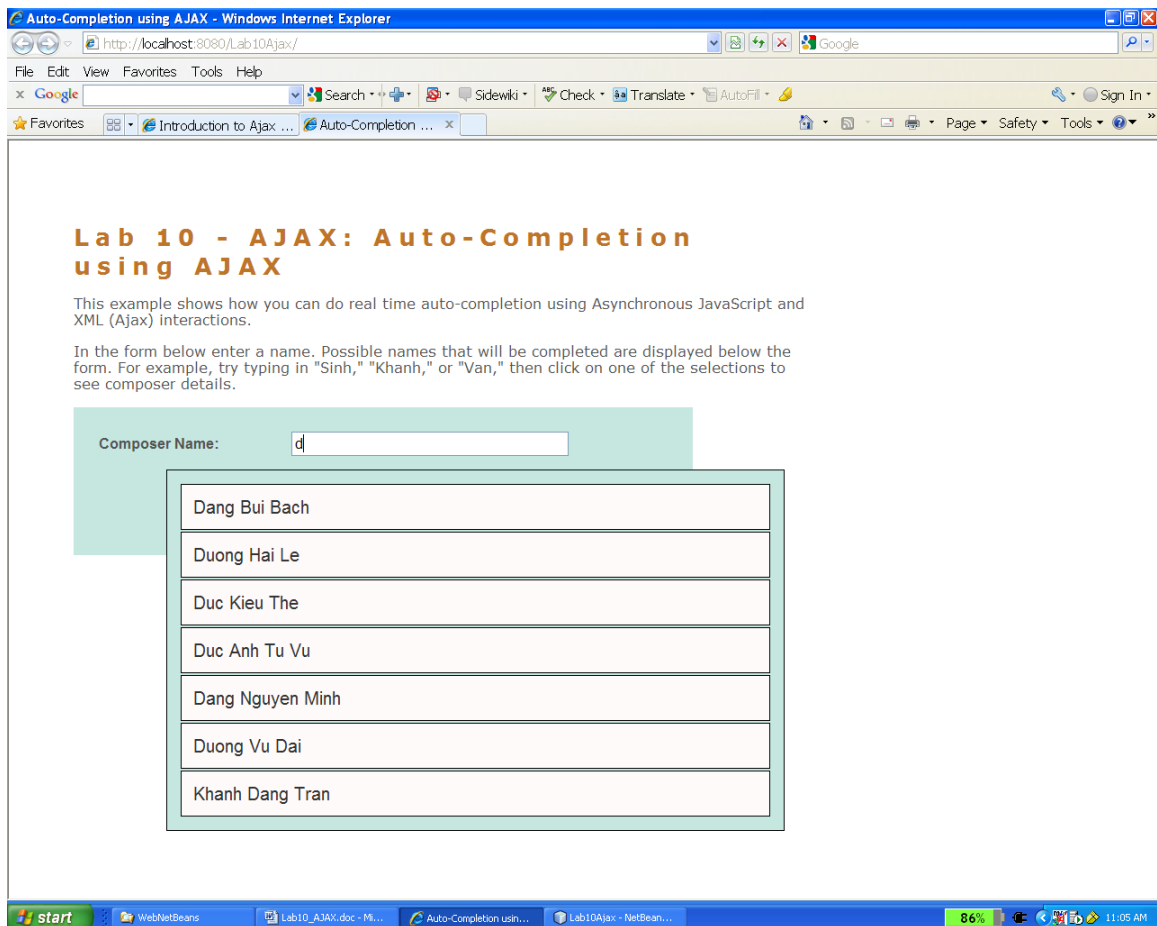 Auto-Completion using AJAX - Windows Internet Explorer
http://localhost:8080/Lab10Ajax/
Google
File Edit View Favorites Tools Help
x Google Search Sidewiki Check Translate AutoFill Sign In
Favorites Introduction to Ajax ... Auto-Completion ... x Page Safety Tools »
Lab 10 - AJAX: Auto-Completion
using AJAX
This example shows how you can do real time auto-completion using Asynchronous JavaScript and
XML (Ajax) interactions.
In the form below enter a name. Possible names that will be completed are displayed below the
form. For example, try typing in "Sinh," "Khanh," or "Van," then click on one of the selections to
see composer details.
Composer Name: d
Dang Bui Bach
Duong Hai Le
Duc Kieu The
Duc Anh Tu Vu
Dang Nguyen Minh
Duong Vu Dai
Khanh Dang Tran
start WebNetBeans Lab10_AJAX.doc - Mi... Auto-Completion usin... Lab10Ajax - NetBean... 86% 11:05 AM